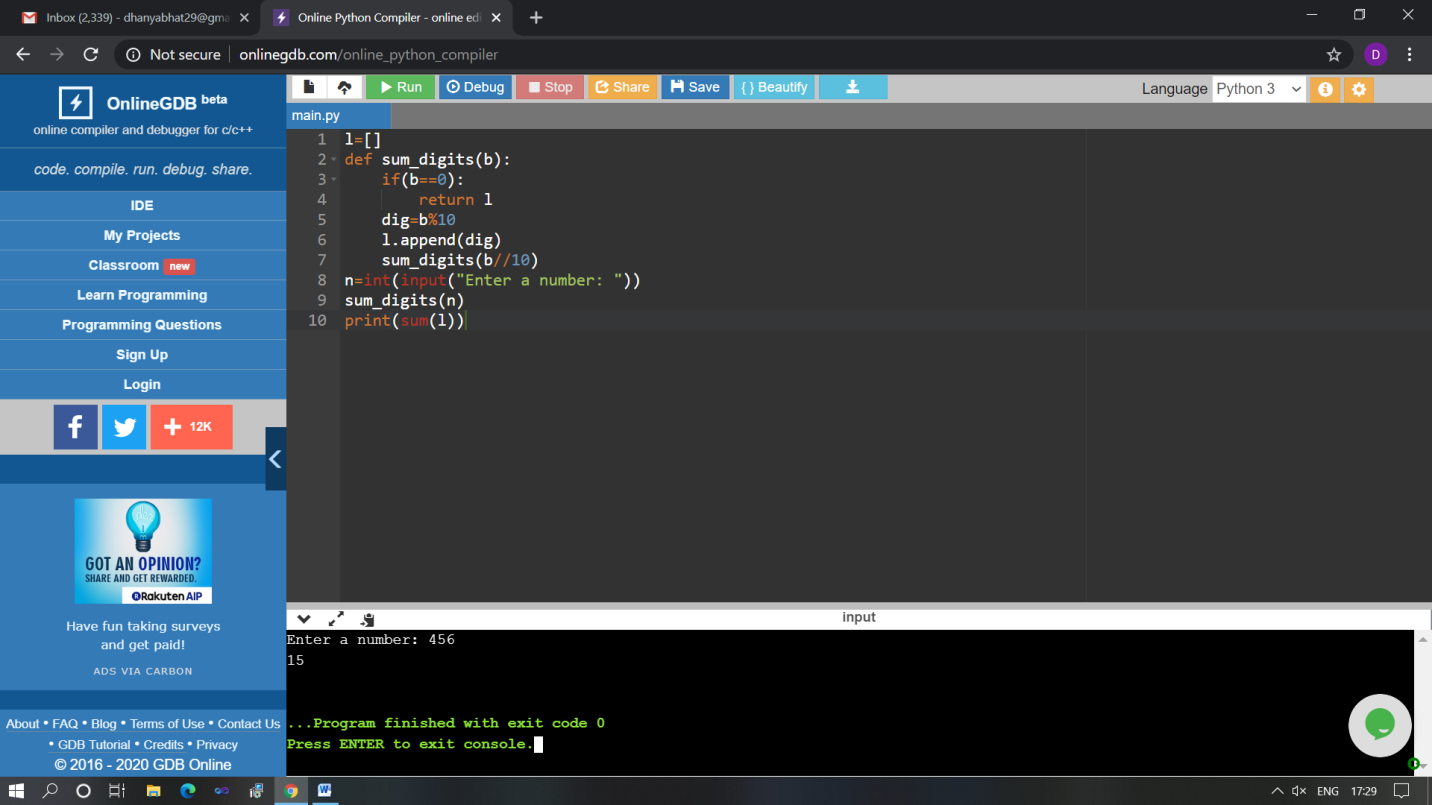 Inbox (2,339) - dhanyabhat29@gma
Online Python Compiler - online edi
Not secure
onlinegdb.com/online_python_compiler
D
OnlineGDB beta
online compiler and debugger for c/c++
code. compile. run. debug. share.
IDE
My Projects
Classroom new
Learn Programming
Programming Questions
Sign Up
Login
12K
GOT AN OPINION?
SHARE AND GET REWARDED.
Rakuten AIP
Have fun taking surveys
and get paid!
ADS VIA CARBON
About • FAQ • Blog • Terms of Use • Contact Us
• GDB Tutorial • Credits • Privacy
© 2016 - 2020 GDB Online
Run Debug Stop Share Save { } Beautify
Language Python 3
main.py
1 l=[]
2 def sum_digits(b):
3 if(b==0):
4 return l
5 dig=b%10
6 l.append(dig)
7 sum_digits(b//10)
8 n=int(input("Enter a number: "))
9 sum_digits(n)
10 print(sum(l))
input
Enter a number: 456
15
...Program finished with exit code 0
Press ENTER to exit console.
ENG 17:29